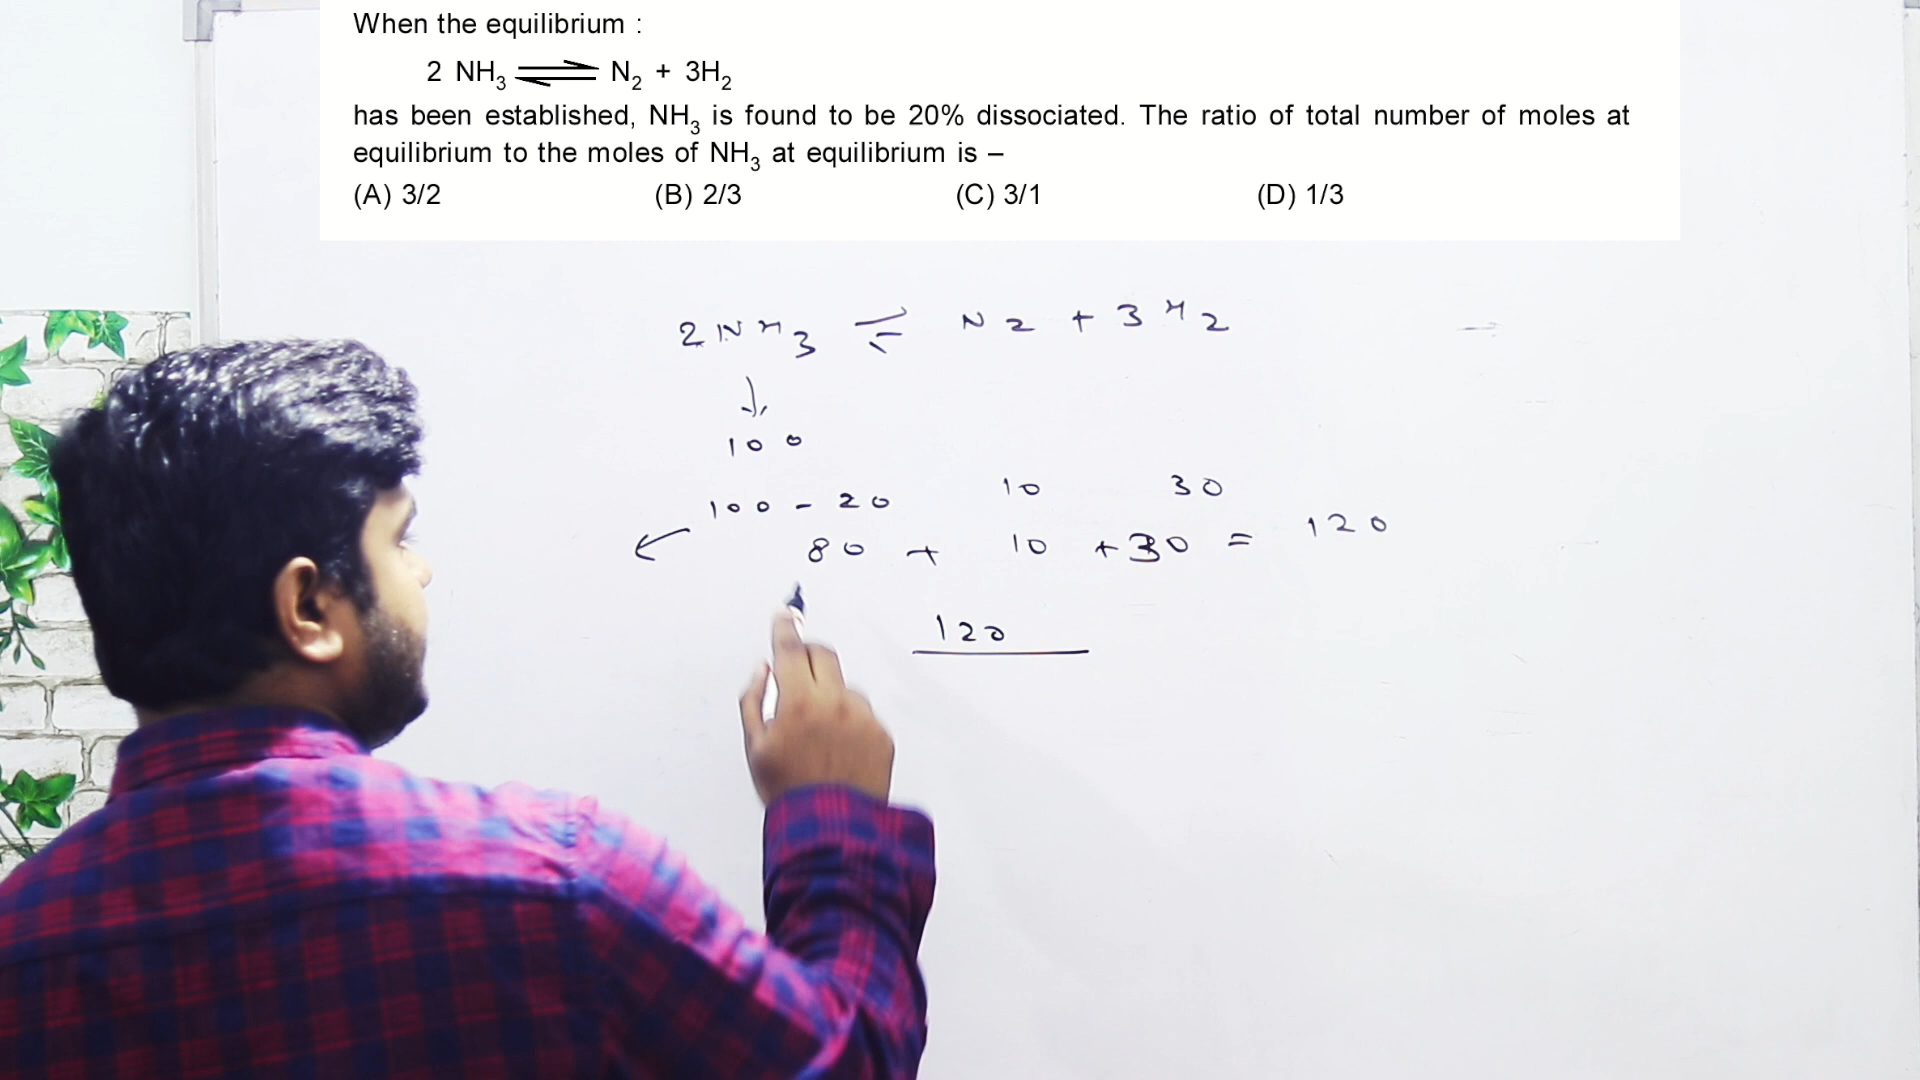 When the equilibrium :
2 NH₃ ⇌ N₂ + 3H₂
has been established, NH₃ is found to be 20% dissociated. The ratio of total number of moles at
equilibrium to the moles of NH₃ at equilibrium is –
(A) 3/2 (B) 2/3 (C) 3/1 (D) 1/3
2NH₃ ⇌ N₂ + 3H₂
↓
100
100 - 20 10 30
← 80 + 10 + 30 = 120
120